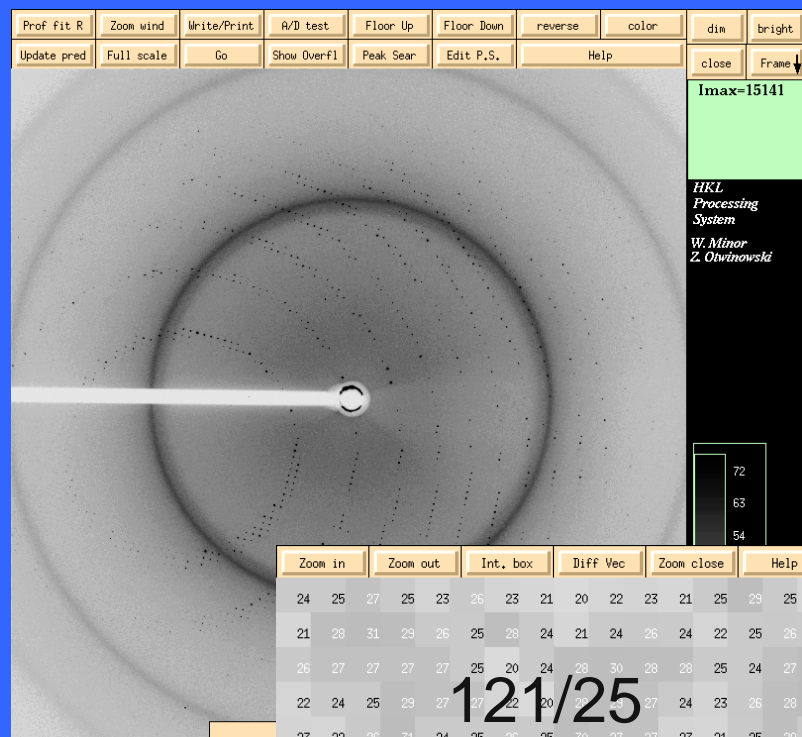 Prof fit R Zoom wind Write/Print A/D test Floor Up Floor Down reverse color dim bright
Update pred Full scale Go Show Overfl Peak Sear Edit P.S. Help close Frame
Imax=15141
HKL
Processing
System
W. Minor
Z. Otwinowski
72
63
54
Zoom in Zoom out Int. box Diff Vec Zoom close Help
24 25 27 25 23 26 23 21 20 22 23 21 25 29 25
21 28 31 29 26 25 28 24 21 24 26 24 22 25 26
26 27 27 27 27 25 20 24 28 30 28 28 25 24 27
22 24 25 29 27 27 22 20 27 24 23 26 28
121/25